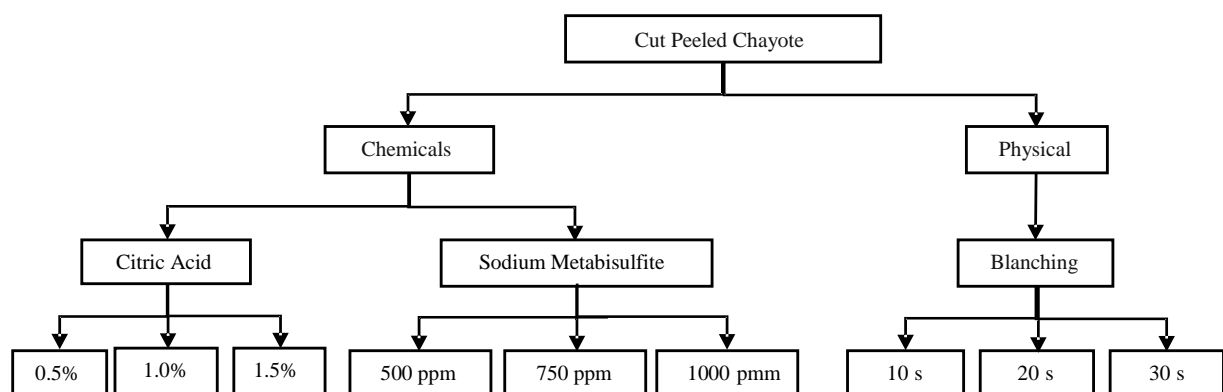 Cut Peeled Chayote
Chemicals
Physical
Citric Acid
Sodium Metabisulfite
Blanching
0.5%
1.0%
1.5%
500 ppm
750 ppm
1000 pmm
10 s
20 s
30 s